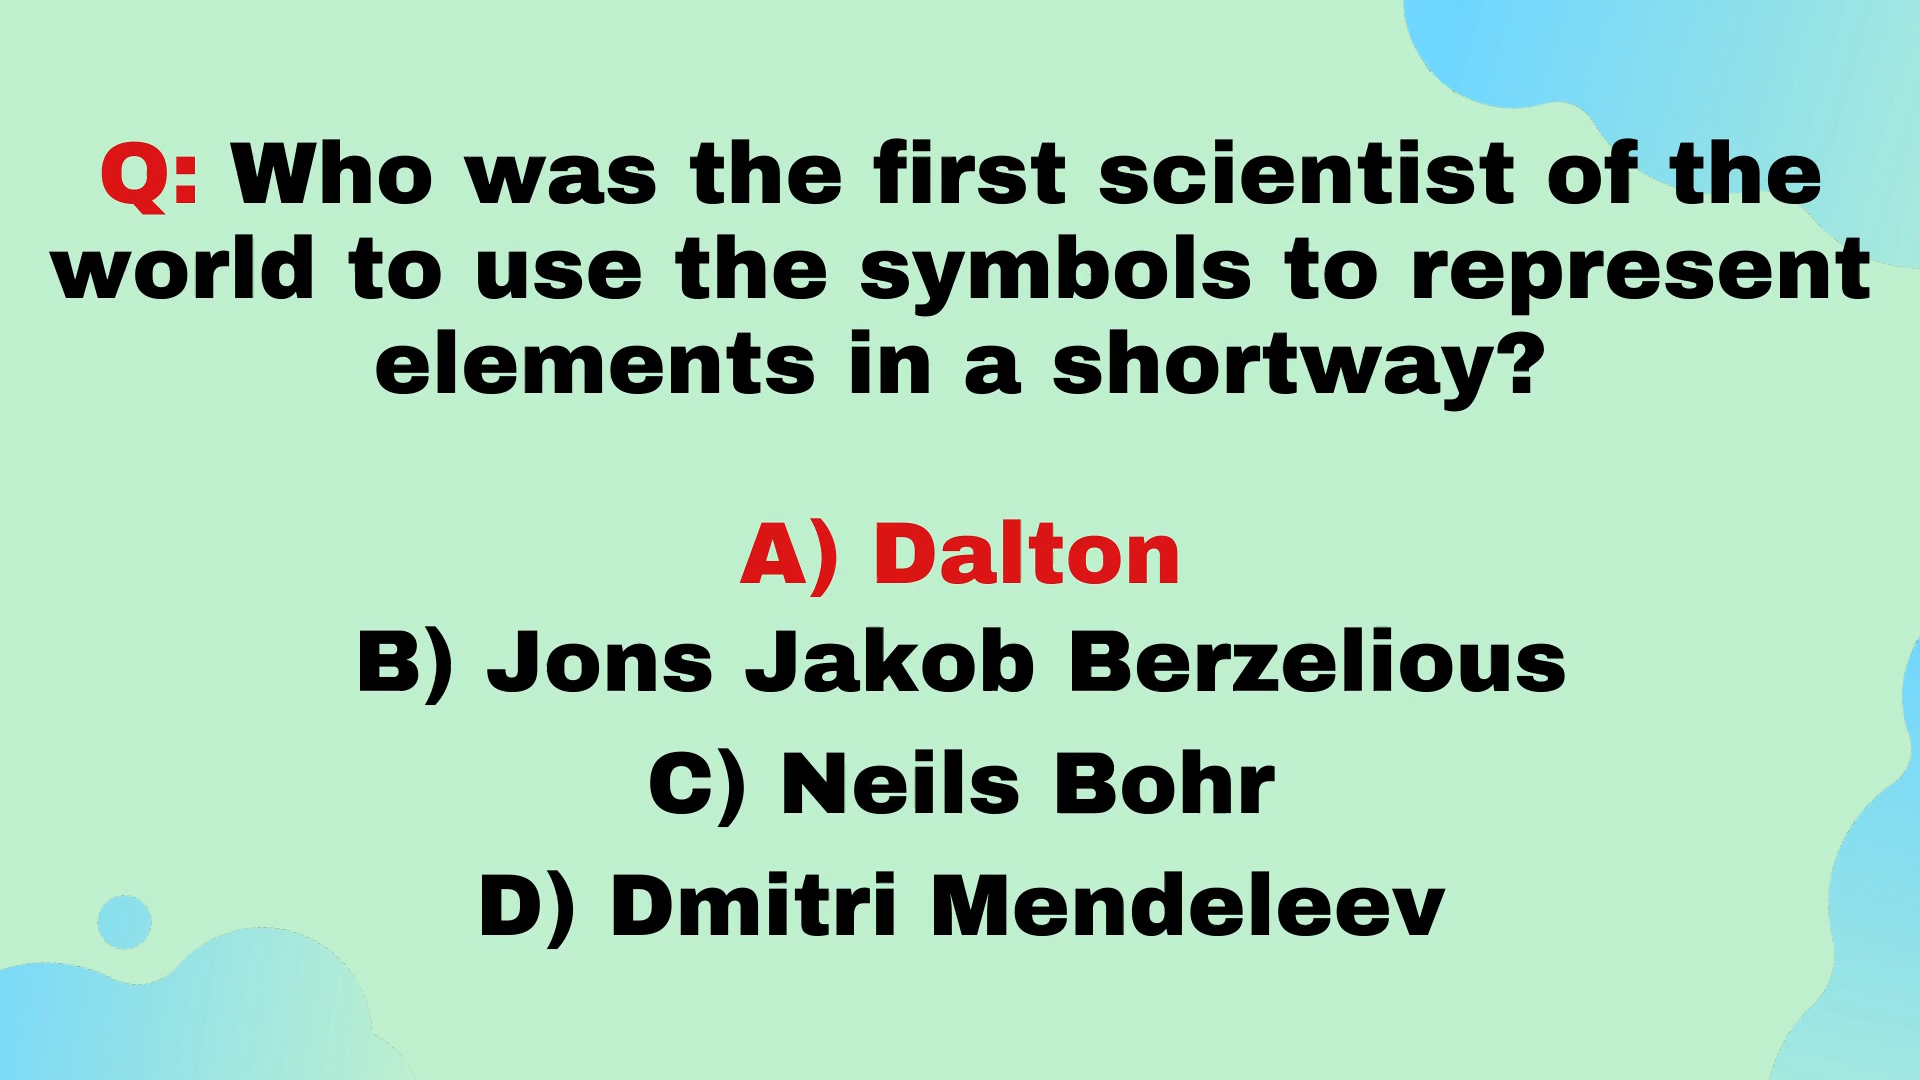 Q: Who was the first scientist of the
world to use the symbols to represent
elements in a shortway?
A) Dalton
B) Jons Jakob Berzelious
C) Neils Bohr
D) Dmitri Mendeleev